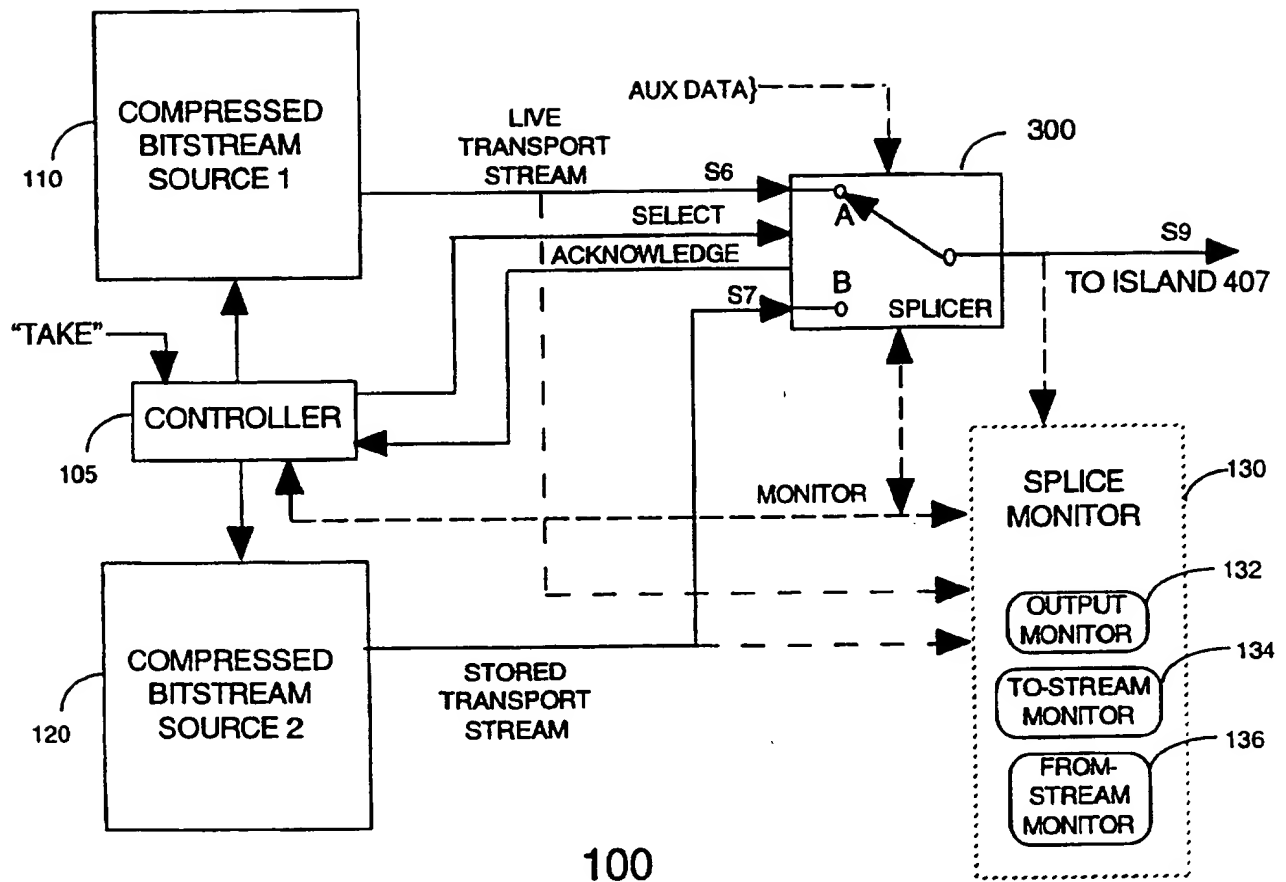 COMPRESSED
BITSTREAM
SOURCE 1
110
LIVE
TRANSPORT
STREAM
AUX DATA}
300
S6
A
SELECT
ACKNOWLEDGE
S7
B
SPLICER
S9
TO ISLAND 407
"TAKE"
CONTROLLER
105
MONITOR
SPLICE
MONITOR
130
OUTPUT
MONITOR
132
TO-STREAM
MONITOR
134
FROM-
STREAM
MONITOR
136
COMPRESSED
BITSTREAM
SOURCE 2
120
STORED
TRANSPORT
STREAM
100